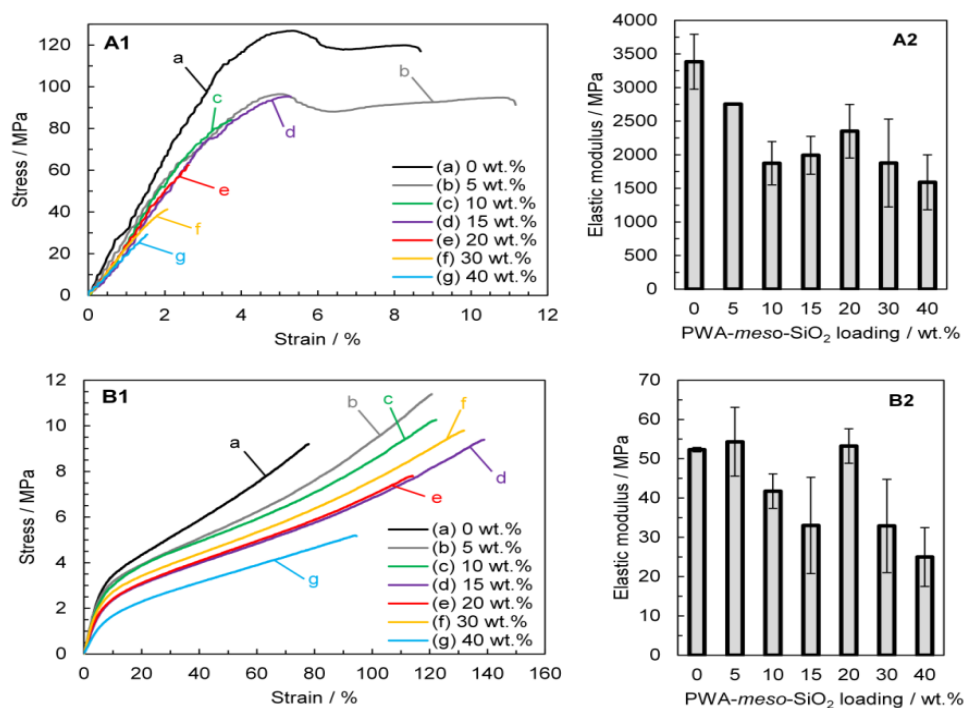 A1
Stress / MPa
120
100
80
60
40
20
0
0 2 4 6 8 10 12
Strain / %
a
b
c
d
e
f
g
(a) 0 wt.%
(b) 5 wt.%
(c) 10 wt.%
(d) 15 wt.%
(e) 20 wt.%
(f) 30 wt.%
(g) 40 wt.%
A2
Elastic modulus / MPa
4000
3500
3000
2500
2000
1500
1000
500
0
0 5 10 15 20 30 40
PWA-meso-SiO₂ loading / wt.%
B1
Stress / MPa
12
10
8
6
4
2
0
0 20 40 60 80 100 120 140 160
Strain / %
a
b
c
f
d
e
g
(a) 0 wt.%
(b) 5 wt.%
(c) 10 wt.%
(d) 15 wt.%
(e) 20 wt.%
(f) 30 wt.%
(g) 40 wt.%
B2
Elastic modulus / MPa
70
60
50
40
30
20
10
0
0 5 10 15 20 30 40
PWA-meso-SiO₂ loading / wt.%